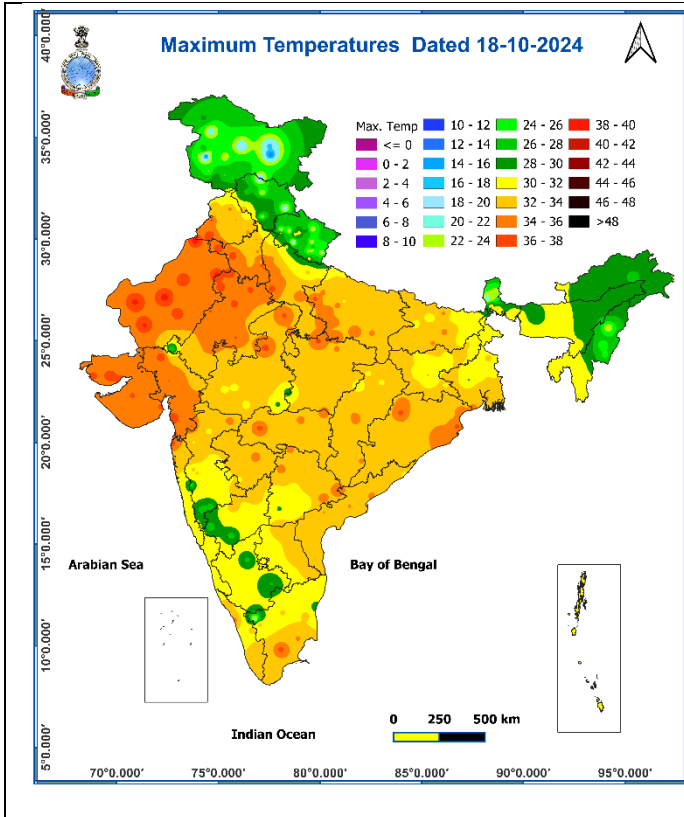 Maximum Temperatures Dated 18-10-2024
40°0.000'
35°0.000'
30°0.000'
25°0.000'
20°0.000'
15°0.000'
10°0.000'
5°0.000'
Max. Temp
<= 0
0 - 2
2 - 4
4 - 6
6 - 8
8 - 10
10 - 12
12 - 14
14 - 16
16 - 18
18 - 20
20 - 22
22 - 24
24 - 26
26 - 28
28 - 30
30 - 32
32 - 34
34 - 36
36 - 38
38 - 40
40 - 42
42 - 44
44 - 46
46 - 48
>48
Arabian Sea
Bay of Bengal
Indian Ocean
0 250 500 km
70°0.000' 75°0.000' 80°0.000' 85°0.000' 90°0.000' 95°0.000'